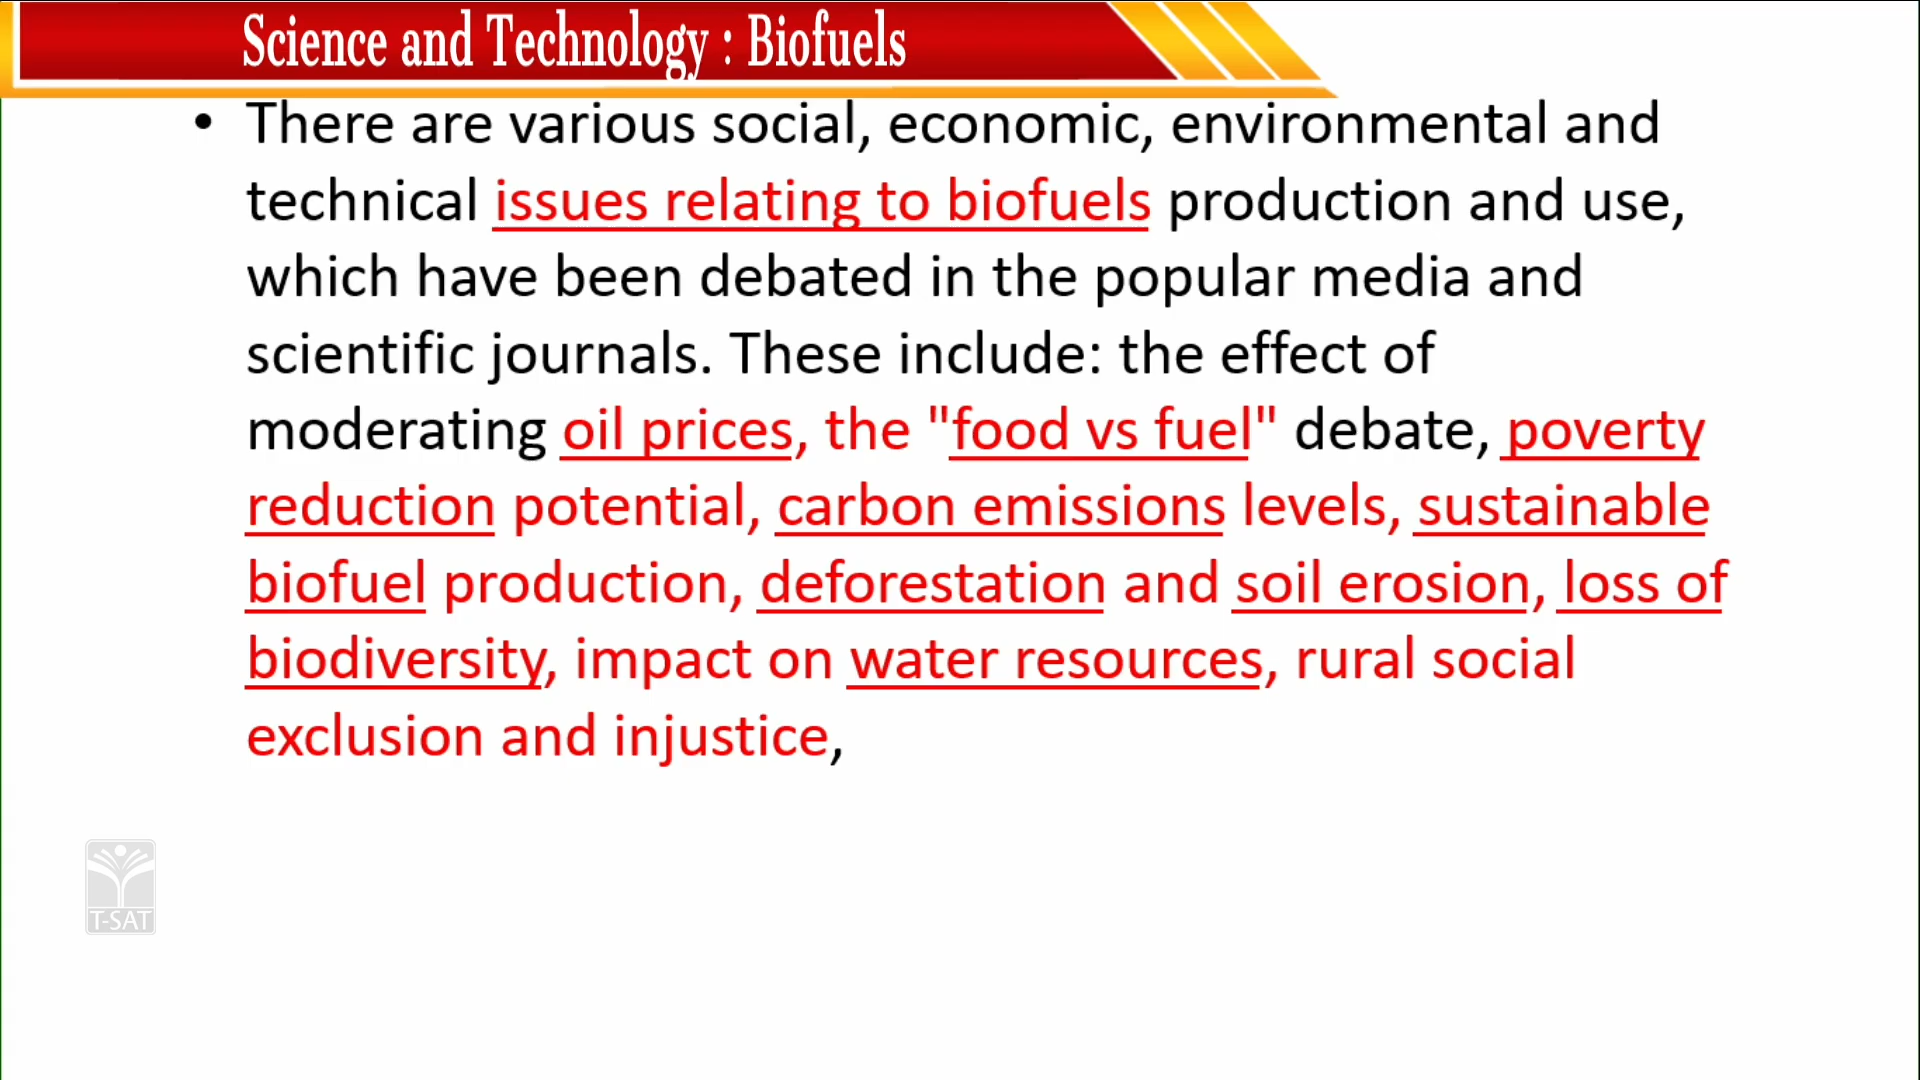 Science and Technology : Biofuels
• There are various social, economic, environmental and
technical issues relating to biofuels production and use,
which have been debated in the popular media and
scientific journals. These include: the effect of
moderating oil prices, the "food vs fuel" debate, poverty
reduction potential, carbon emissions levels, sustainable
biofuel production, deforestation and soil erosion, loss of
biodiversity, impact on water resources, rural social
exclusion and injustice,
T-SAT